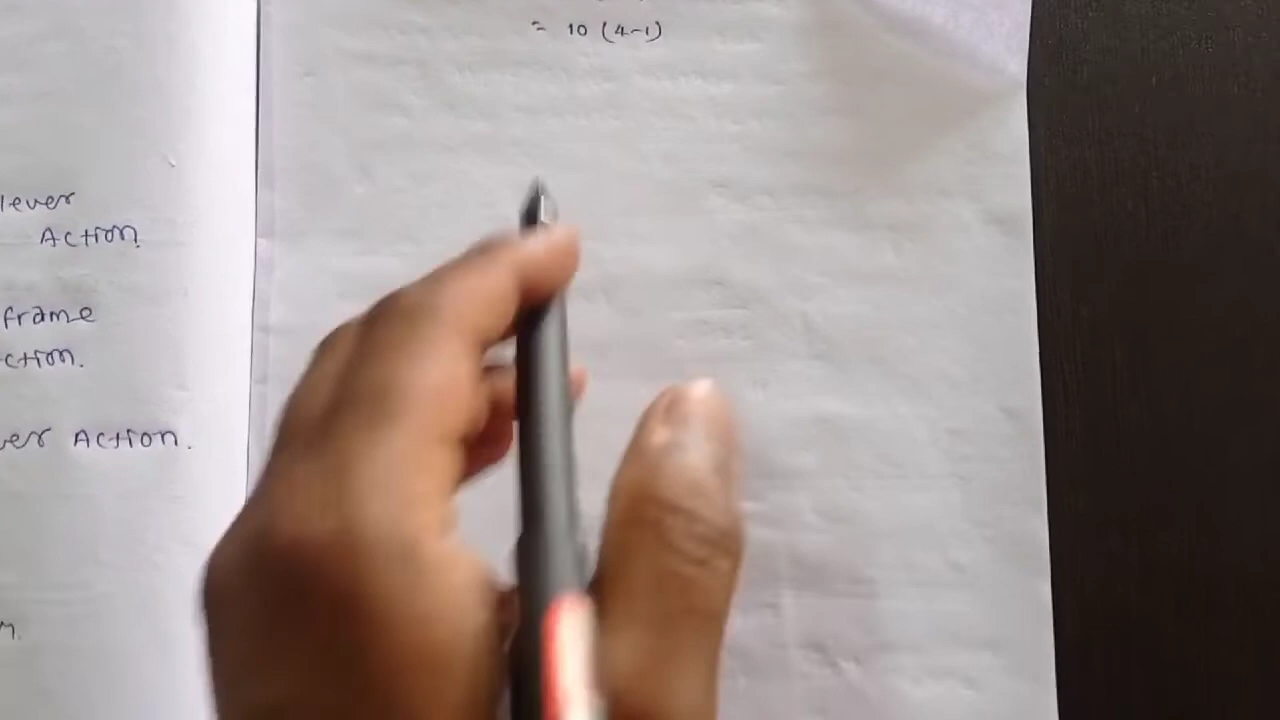 = 10 (4-1)
lever
Action.
frame
ction.
ver Action.